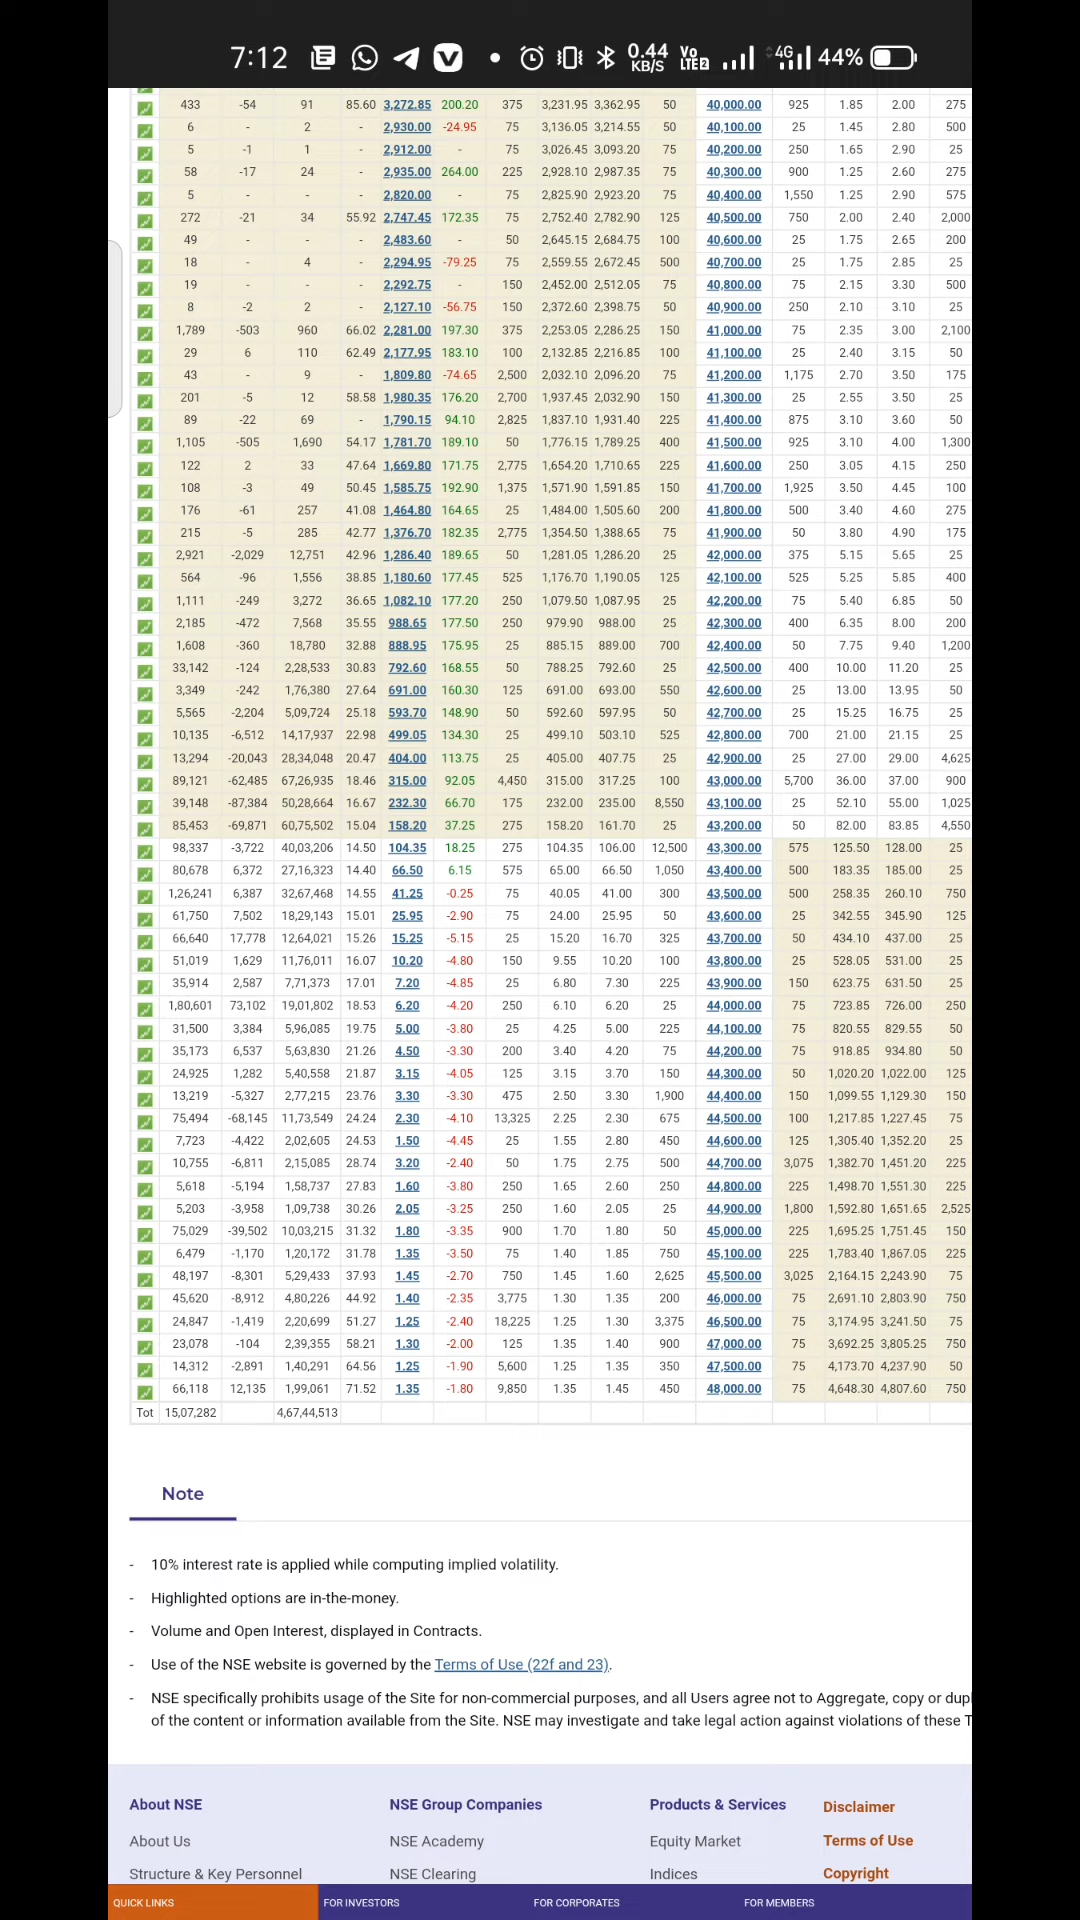 7:12 0.44 KB/S Vo LTE2 4G 44%
433 -54 91 85.60 3,272.85 200.20 375 3,231.95 3,362.95 50 40,000.00 925 1.85 2.00 275
6 - 2 - 2,930.00 -24.95 75 3,136.05 3,214.55 50 40,100.00 25 1.45 2.80 500
5 -1 1 - 2,912.00 - 75 3,026.45 3,093.20 75 40,200.00 250 1.65 2.90 25
58 -17 24 - 2,935.00 264.00 225 2,928.10 2,987.35 75 40,300.00 900 1.25 2.60 275
5 - - - 2,820.00 - 75 2,825.90 2,923.20 75 40,400.00 1,550 1.25 2.90 575
272 -21 34 55.92 2,747.45 172.35 75 2,752.40 2,782.90 125 40,500.00 750 2.00 2.40 2,000
49 - - - 2,483.60 - 50 2,645.15 2,684.75 100 40,600.00 25 1.75 2.65 200
18 - 4 - 2,294.95 -79.25 75 2,559.55 2,672.45 500 40,700.00 25 1.75 2.85 25
19 - - - 2,292.75 - 150 2,452.00 2,512.05 75 40,800.00 75 2.15 3.30 500
8 -2 2 - 2,127.10 -56.75 150 2,372.60 2,398.75 50 40,900.00 250 2.10 3.10 25
1,789 -503 960 66.02 2,281.00 197.30 375 2,253.05 2,286.25 150 41,000.00 75 2.35 3.00 2,100
29 6 110 62.49 2,177.95 183.10 100 2,132.85 2,216.85 100 41,100.00 25 2.40 3.15 50
43 - 9 - 1,809.80 -74.65 2,500 2,032.10 2,096.20 75 41,200.00 1,175 2.70 3.50 175
201 -5 12 58.58 1,980.35 176.20 2,700 1,937.45 2,032.90 150 41,300.00 25 2.55 3.50 25
89 -22 69 - 1,790.15 94.10 2,825 1,837.10 1,931.40 225 41,400.00 875 3.10 3.60 50
1,105 -505 1,690 54.17 1,781.70 189.10 50 1,776.15 1,789.25 400 41,500.00 925 3.10 4.00 1,300
122 2 33 47.64 1,669.80 171.75 2,775 1,654.20 1,710.65 225 41,600.00 250 3.05 4.15 250
108 -3 49 50.45 1,585.75 192.90 1,375 1,571.90 1,591.85 150 41,700.00 1,925 3.50 4.45 100
176 -61 257 41.08 1,464.80 164.65 25 1,484.00 1,505.60 200 41,800.00 500 3.40 4.60 275
215 -5 285 42.77 1,376.70 182.35 2,775 1,354.50 1,388.65 75 41,900.00 50 3.80 4.90 175
2,921 -2,029 12,751 42.96 1,286.40 189.65 50 1,281.05 1,286.20 25 42,000.00 375 5.15 5.65 25
564 -96 1,556 38.85 1,180.60 177.45 525 1,176.70 1,190.05 125 42,100.00 525 5.25 5.85 400
1,111 -249 3,272 36.65 1,082.10 177.20 250 1,079.50 1,087.95 25 42,200.00 75 5.40 6.85 50
2,185 -472 7,568 35.55 988.65 177.50 250 979.90 988.00 25 42,300.00 400 6.35 8.00 200
1,608 -360 18,780 32.88 888.95 175.95 25 885.15 889.00 700 42,400.00 50 7.75 9.40 1,200
33,142 -124 2,28,533 30.83 792.60 168.55 50 788.25 792.60 25 42,500.00 400 10.00 11.20 25
3,349 -242 1,76,380 27.64 691.00 160.30 125 691.00 693.00 550 42,600.00 25 13.00 13.95 50
5,565 -2,204 5,09,724 25.18 593.70 148.90 50 592.60 597.95 50 42,700.00 25 15.25 16.75 25
10,135 -6,512 14,17,937 22.98 499.05 134.30 25 499.10 503.10 525 42,800.00 700 21.00 21.15 25
13,294 -20,043 28,34,048 20.47 404.00 113.75 25 405.00 407.75 25 42,900.00 25 27.00 29.00 4,625
89,121 -62,485 67,26,935 18.46 315.00 92.05 4,450 315.00 317.25 100 43,000.00 5,700 36.00 37.00 900
39,148 -87,384 50,28,664 16.67 232.30 66.70 175 232.00 235.00 8,550 43,100.00 25 52.10 55.00 1,025
85,453 -69,871 60,75,502 15.04 158.20 37.25 275 158.20 161.70 25 43,200.00 50 82.00 83.85 4,550
98,337 -3,722 40,03,206 14.50 104.35 18.25 275 104.35 106.00 12,500 43,300.00 575 125.50 128.00 25
80,678 6,372 27,16,323 14.40 66.50 6.15 575 65.00 66.50 1,050 43,400.00 500 183.35 185.00 25
1,26,241 6,387 32,67,468 14.55 41.25 -0.25 75 40.05 41.00 300 43,500.00 500 258.35 260.10 750
61,750 7,502 18,29,143 15.01 25.95 -2.90 75 24.00 25.95 50 43,600.00 25 342.55 345.90 125
66,640 17,778 12,64,021 15.26 15.25 -5.15 25 15.20 16.70 325 43,700.00 50 434.10 437.00 25
51,019 1,629 11,76,011 16.07 10.20 -4.80 150 9.55 10.20 100 43,800.00 25 528.05 531.00 25
35,914 2,587 7,71,373 17.01 7.20 -4.85 25 6.80 7.30 225 43,900.00 150 623.75 631.50 25
1,80,601 73,102 19,01,802 18.53 6.20 -4.20 250 6.10 6.20 25 44,000.00 75 723.85 726.00 250
31,500 3,384 5,96,085 19.75 5.00 -3.80 25 4.25 5.00 225 44,100.00 75 820.55 829.55 50
35,173 6,537 5,63,830 21.26 4.50 -3.30 200 3.40 4.20 75 44,200.00 75 918.85 934.80 50
24,925 1,282 5,40,558 21.87 3.15 -4.05 125 3.15 3.70 150 44,300.00 50 1,020.20 1,022.00 125
13,219 -5,327 2,77,215 23.76 3.30 -3.30 475 2.50 3.30 1,900 44,400.00 150 1,099.55 1,129.30 150
75,494 -68,145 11,73,549 24.24 2.30 -4.10 13,325 2.25 2.30 675 44,500.00 100 1,217.85 1,227.45 75
7,723 -4,422 2,02,605 24.53 1.50 -4.45 25 1.55 2.80 450 44,600.00 125 1,305.40 1,352.20 25
10,755 -6,811 2,15,085 28.74 3.20 -2.40 50 1.75 2.75 500 44,700.00 3,075 1,382.70 1,451.20 225
5,618 -5,194 1,58,737 27.83 1.60 -3.80 250 1.65 2.60 250 44,800.00 225 1,498.70 1,551.30 225
5,203 -3,958 1,09,738 30.26 2.05 -3.25 250 1.60 2.05 25 44,900.00 1,800 1,592.80 1,651.65 2,525
75,029 -39,502 10,03,215 31.32 1.80 -3.35 900 1.70 1.80 50 45,000.00 225 1,695.25 1,751.45 150
6,479 -1,170 1,20,172 31.78 1.35 -3.50 75 1.40 1.85 750 45,100.00 225 1,783.40 1,867.05 225
48,197 -8,301 5,29,433 37.93 1.45 -2.70 750 1.45 1.60 2,625 45,500.00 3,025 2,164.15 2,243.90 75
45,620 -8,912 4,80,226 44.92 1.40 -2.35 3,775 1.30 1.35 200 46,000.00 75 2,691.10 2,803.90 750
24,847 -1,419 2,20,699 51.27 1.25 -2.40 18,225 1.25 1.30 3,375 46,500.00 75 3,174.95 3,241.50 75
23,078 -104 2,39,355 58.21 1.30 -2.00 125 1.35 1.40 900 47,000.00 75 3,692.25 3,805.25 750
14,312 -2,891 1,40,291 64.56 1.25 -1.90 5,600 1.25 1.35 350 47,500.00 75 4,173.70 4,237.90 50
66,118 12,135 1,99,061 71.52 1.35 -1.80 9,850 1.35 1.45 450 48,000.00 75 4,648.30 4,807.60 750
Tot 15,07,282 4,67,44,513
Note
- 10% interest rate is applied while computing implied volatility.
- Highlighted options are in-the-money.
- Volume and Open Interest, displayed in Contracts.
- Use of the NSE website is governed by the Terms of Use (22f and 23).
- NSE specifically prohibits usage of the Site for non-commercial purposes, and all Users agree not to Aggregate, copy or dupl
of the content or information available from the Site. NSE may investigate and take legal action against violations of these T
About NSE NSE Group Companies Products & Services Disclaimer
About Us NSE Academy Equity Market Terms of Use
Structure & Key Personnel NSE Clearing Indices Copyright
QUICK LINKS FOR INVESTORS FOR CORPORATES FOR MEMBERS